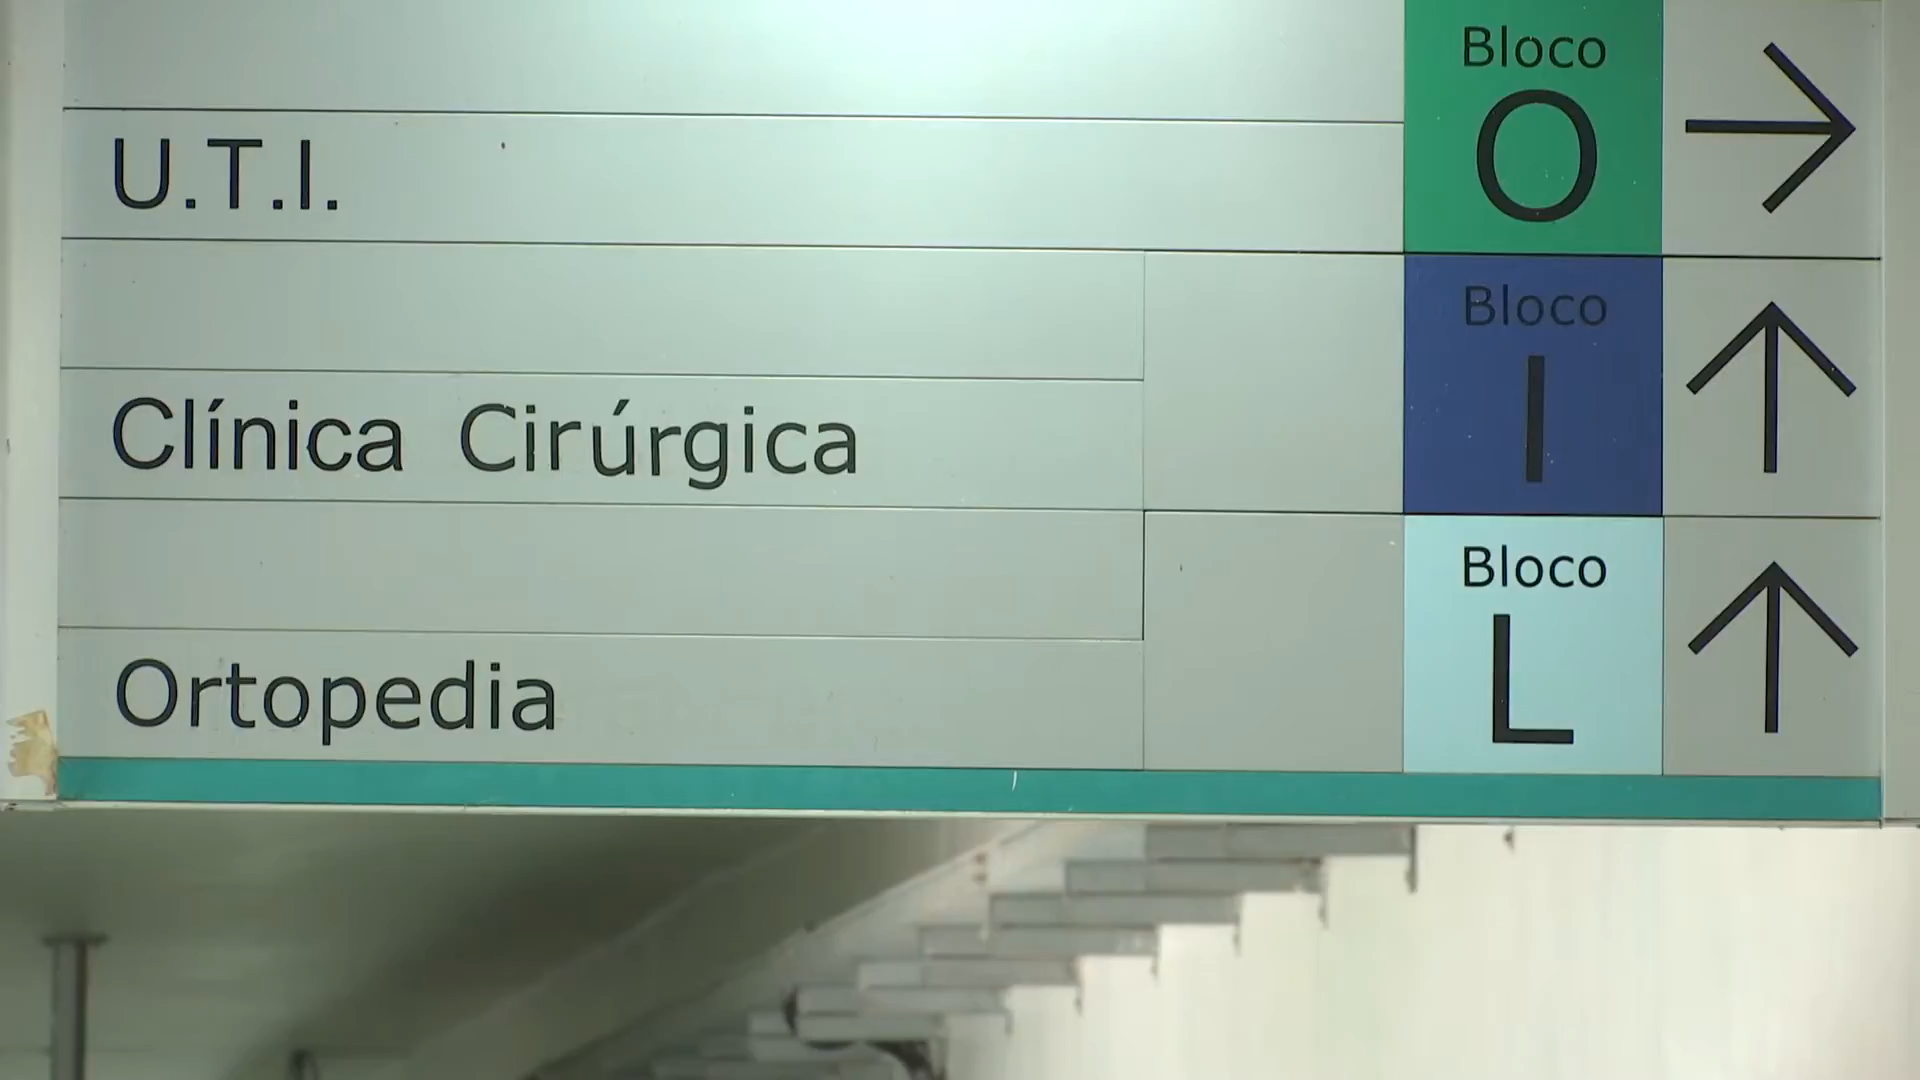 Bloco
U.T.I. O →
Bloco
Clínica Cirúrgica I ↑
Bloco
Ortopedia L ↑